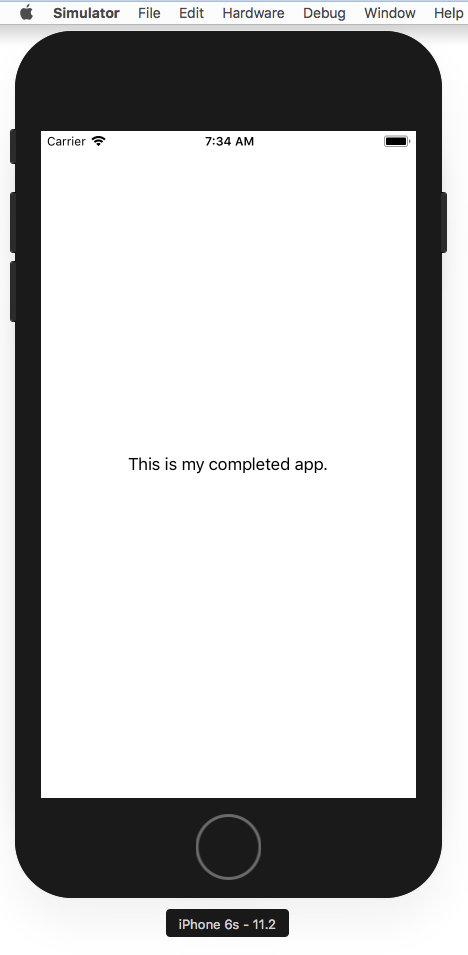 Simulator File Edit Hardware Debug Window Help
Carrier 7:34 AM
This is my completed app.
iPhone 6s - 11.2